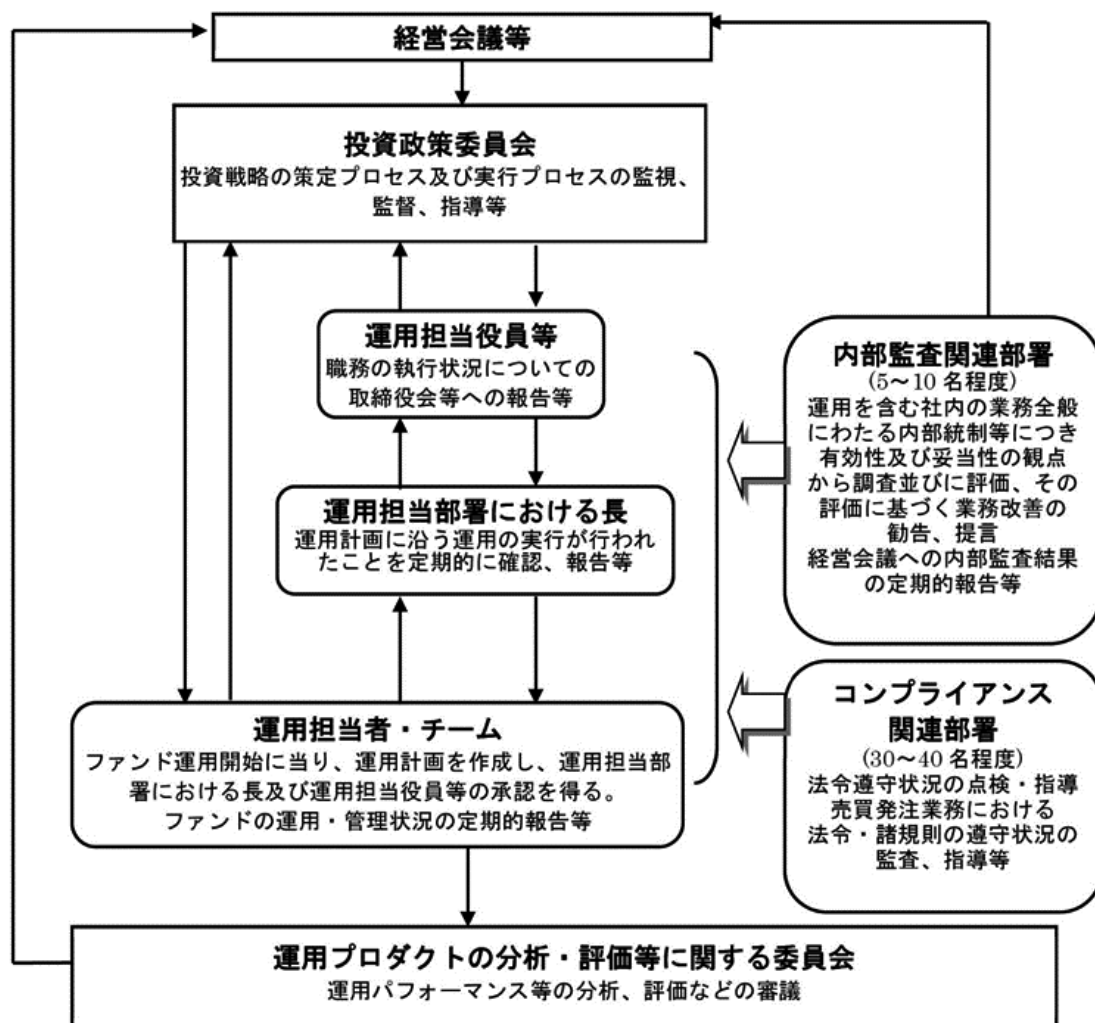 経営会議等
投資政策委員会
投資戦略の策定プロセス及び実行プロセスの監視、
監督、指導等
運用担当役員等
職務の執行状況についての
取締役会等への報告等
運用担当部署における長
運用計画に沿う運用の実行が行われ
たことを定期的に確認、報告等
運用担当者・チーム
ファンド運用開始に当り、運用計画を作成し、運用担当部
署における長及び運用担当役員等の承認を得る。
ファンドの運用・管理状況の定期的報告等
内部監査関連部署
(5～10 名程度)
運用を含む社内の業務全般
にわたる内部統制等につき
有効性及び妥当性の観点
から調査並びに評価、その
評価に基づく業務改善の
勧告、提言
経営会議への内部監査結果
の定期的報告等
コンプライアンス
関連部署
(30～40 名程度)
法令遵守状況の点検・指導
売買発注業務における
法令・諸規則の遵守状況の
監査、指導等
運用プロダクトの分析・評価等に関する委員会
運用パフォーマンス等の分析、評価などの審議